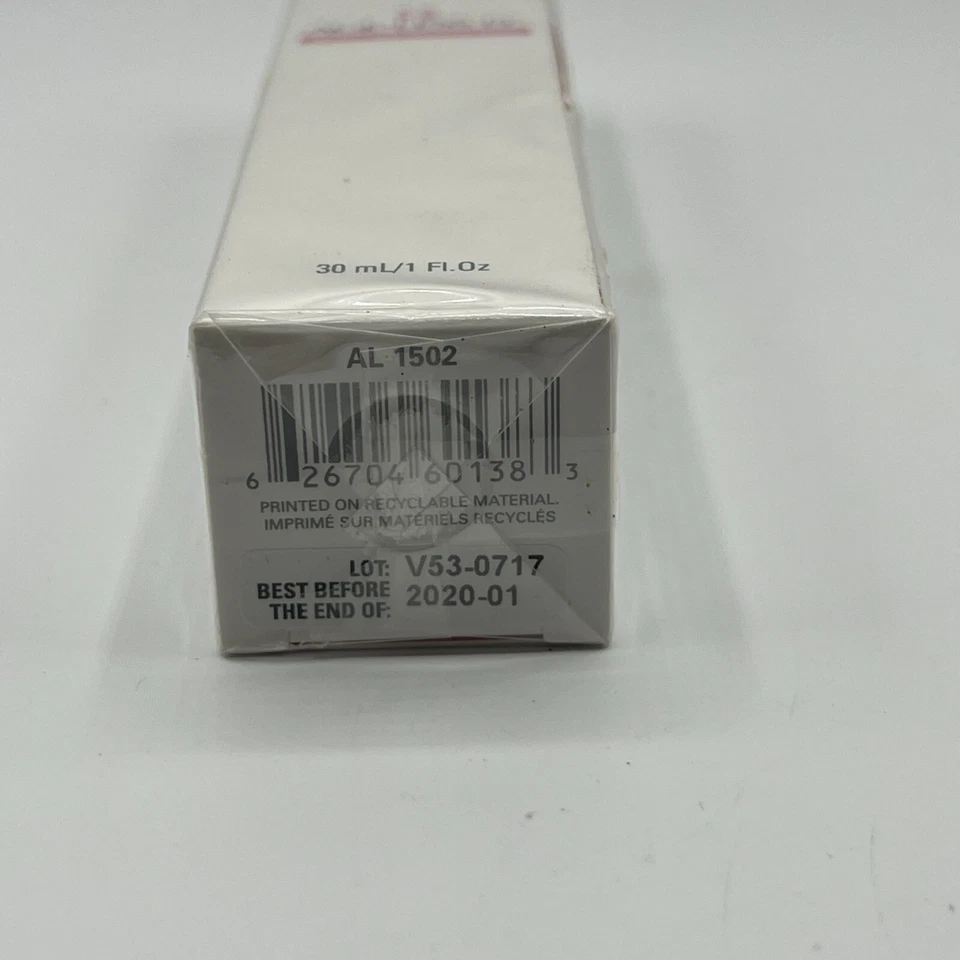 30 mL/1 Fl.Oz
AL 1502
6 26704 60138 3
PRINTED ON RECYCLABLE MATERIAL.
IMPRIMÉ SUR MATÉRIELS RECYCLÉS
LOT: V53-0717
BEST BEFORE
THE END OF: 2020-01